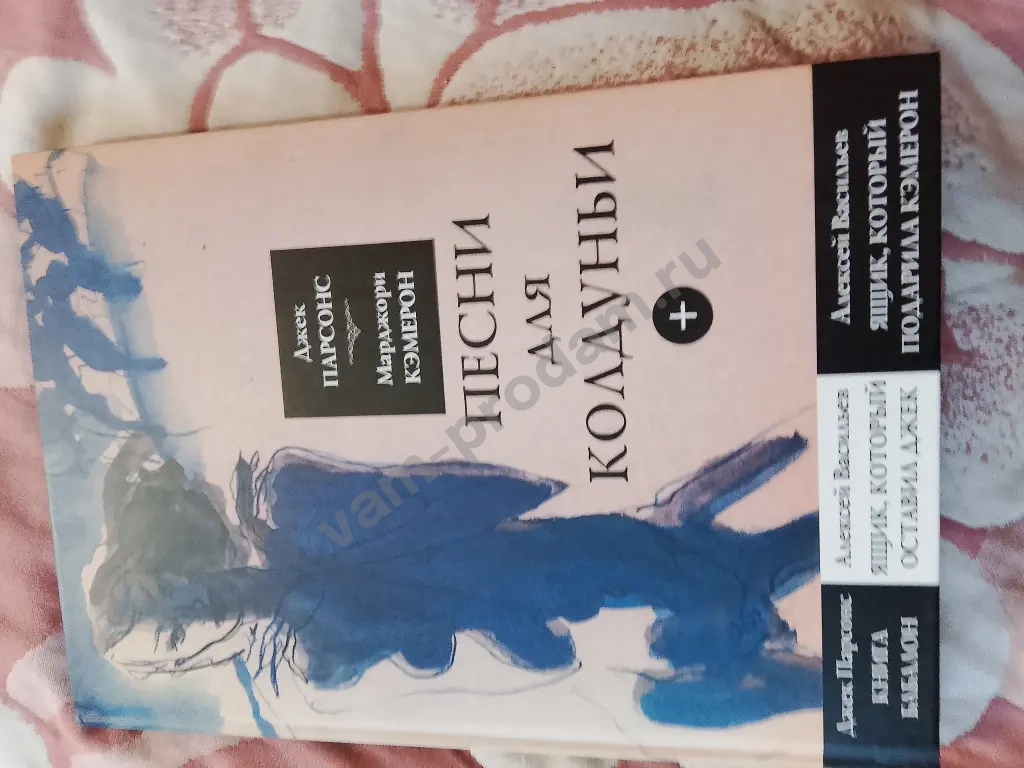 Джек
ПАРСОНС
Марджори
КЭМЕРОН
ПЕСНИ
для
КОЛДУНЬИ
+
Джек Парсонс
КНИГА
БАБАЛОН
Алексей Васильев
ЯЩИК, КОТОРЫЙ
ОСТАВИЛ ДЖЕК
Алексей Васильев
ЯЩИК, КОТОРЫЙ
ПОДАРИЛА КЭМЕРОН
vam-prodam.ru